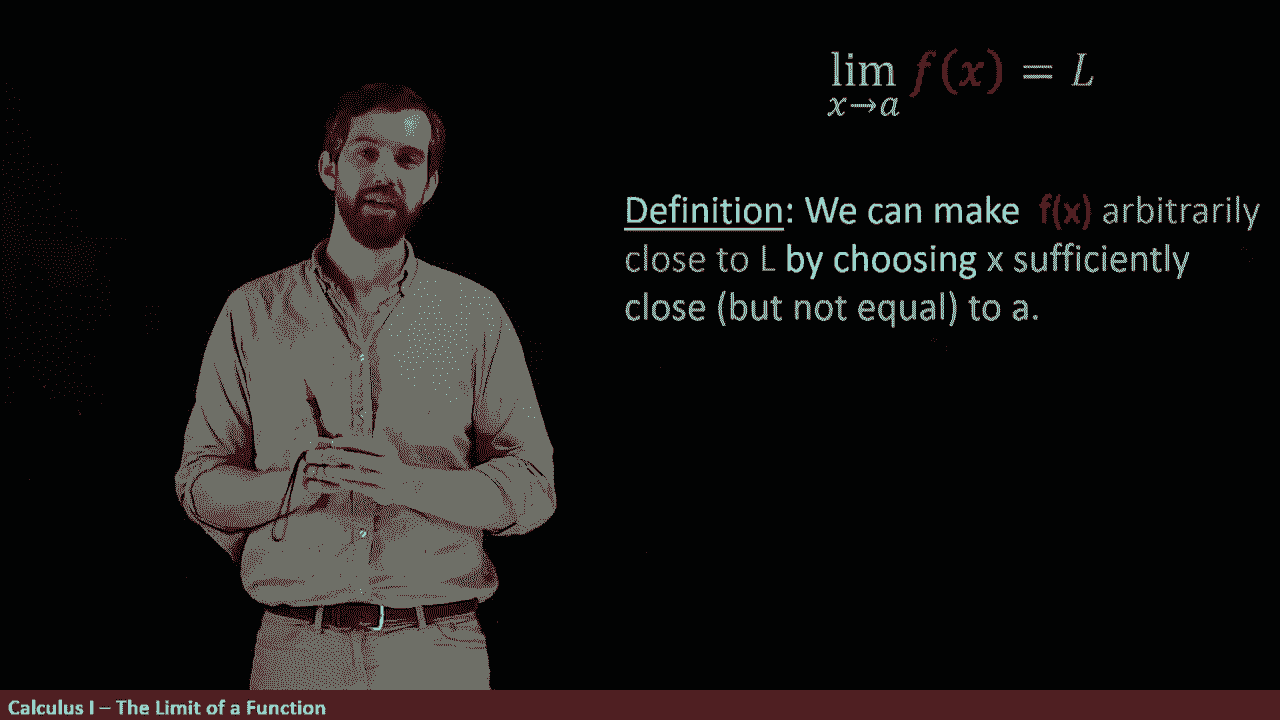 lim f(x) = L
x→a
Definition: We can make f(x) arbitrarily
close to L by choosing x sufficiently
close (but not equal) to a.
Calculus I – The Limit of a Function